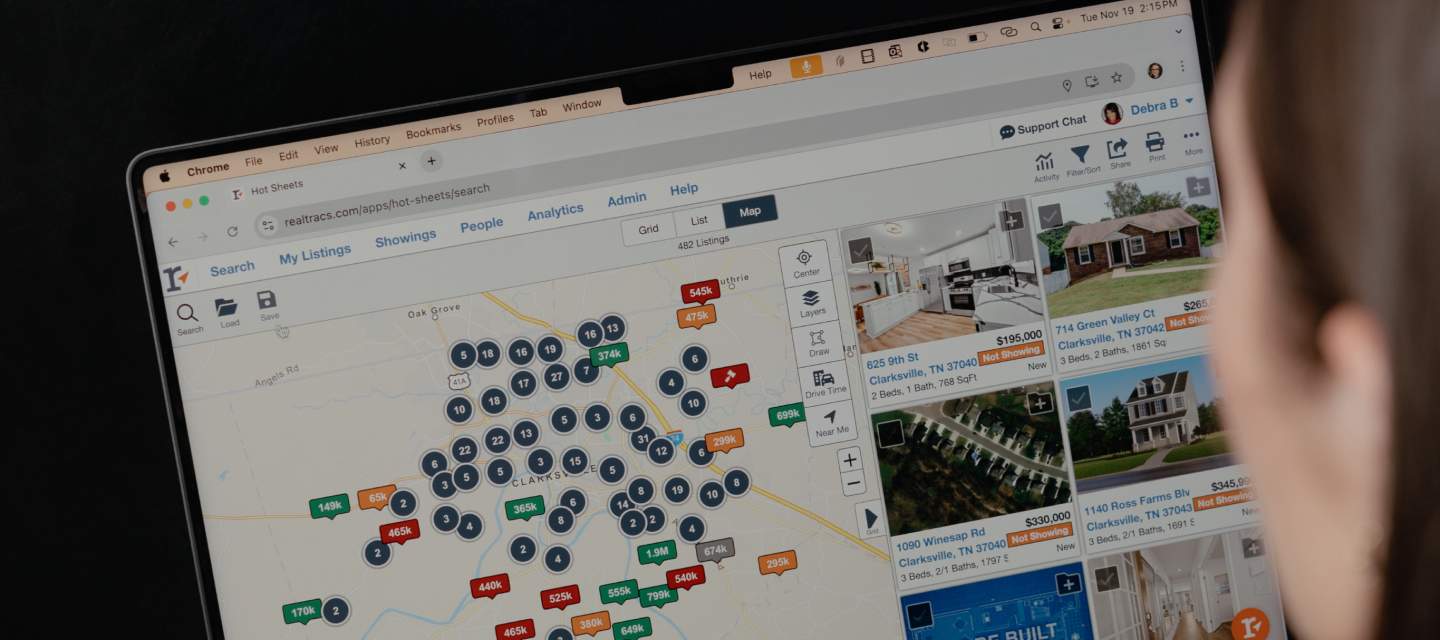 Chrome File Edit View History Bookmarks Profiles Tab Window Help Tue Nov 19 2:15PM
Hot Sheets
realtracs.com/apps/hot-sheets/search
Support Chat Debra B
Search My Listings Showings People Analytics Admin Help
Search Load Save
Grid List Map
Activity Filter/Sort Share Print More
482 Listings
Oak Grove
Angels Rd
41A
CLARKSVILLE
uthrie
545k
475k
16 13
5 18 16 19
374k
6
17 27 7
4
10 18
10
5 3 6
699k
22 22 13
31
299k
6 3 5 5 3 15 5 12 6
149k 65k 2
365k 6
14 8 19 10 8
465k
3 4
8
2 2 4
2
2 4
1.9M 674k
295k
440k
525k 555k 799k 540k
170k 2
465k 380k 649k
Center
Layers
Draw
Drive Time
Near Me
+
−
Grid
$195,000
625 9th St
Clarksville, TN 37040
Not Showing
2 Beds, 1 Bath, 768 SqFt
New
$265,
714 Green Valley Ct
Clarksville, TN 37042
Not Show
3 Beds, 2 Baths, 1861 Sq
$330,000
1090 Winsap Rd
Clarksville, TN 37040
Not Showing
3 Beds, 2/1 Baths, 1797 S
New
$345,99
1140 Ross Farms Blv
Clarksville, TN 37043
Not Showing
3 Beds, 2/1 Baths, 1691 S
BUILT